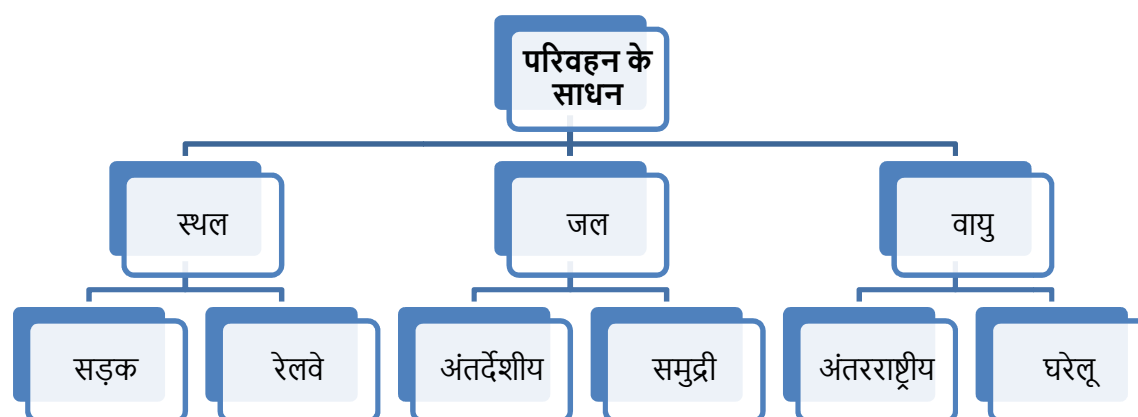 परिवहन के
साधन
स्थल
जल
वायु
सड़क
रेलवे
अंतर्देशीय
समुद्री
अंतरराष्ट्रीय
घरेलू